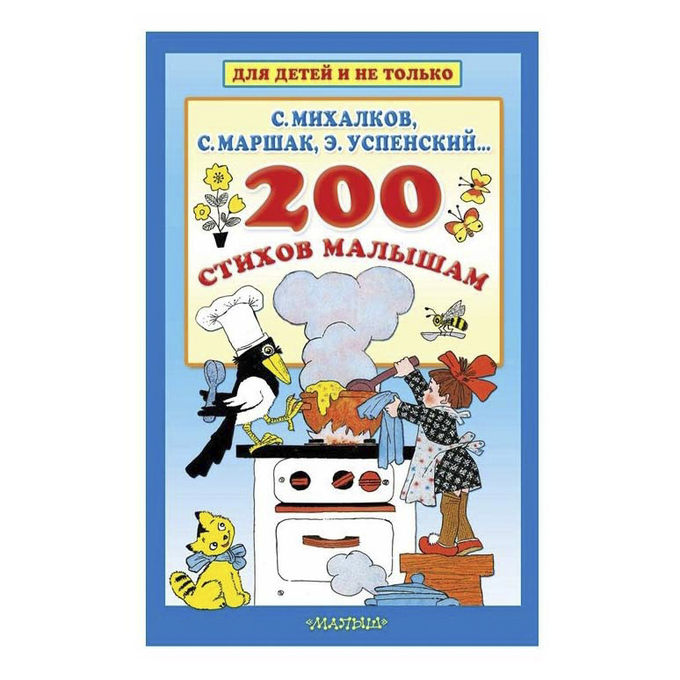 ДЛЯ ДЕТЕЙ И НЕ ТОЛЬКО
С. МИХАЛКОВ,
С. МАРШАК, Э. УСПЕНСКИЙ...
200
СТИХОВ МАЛЫШАМ
«МАЛЫШ»